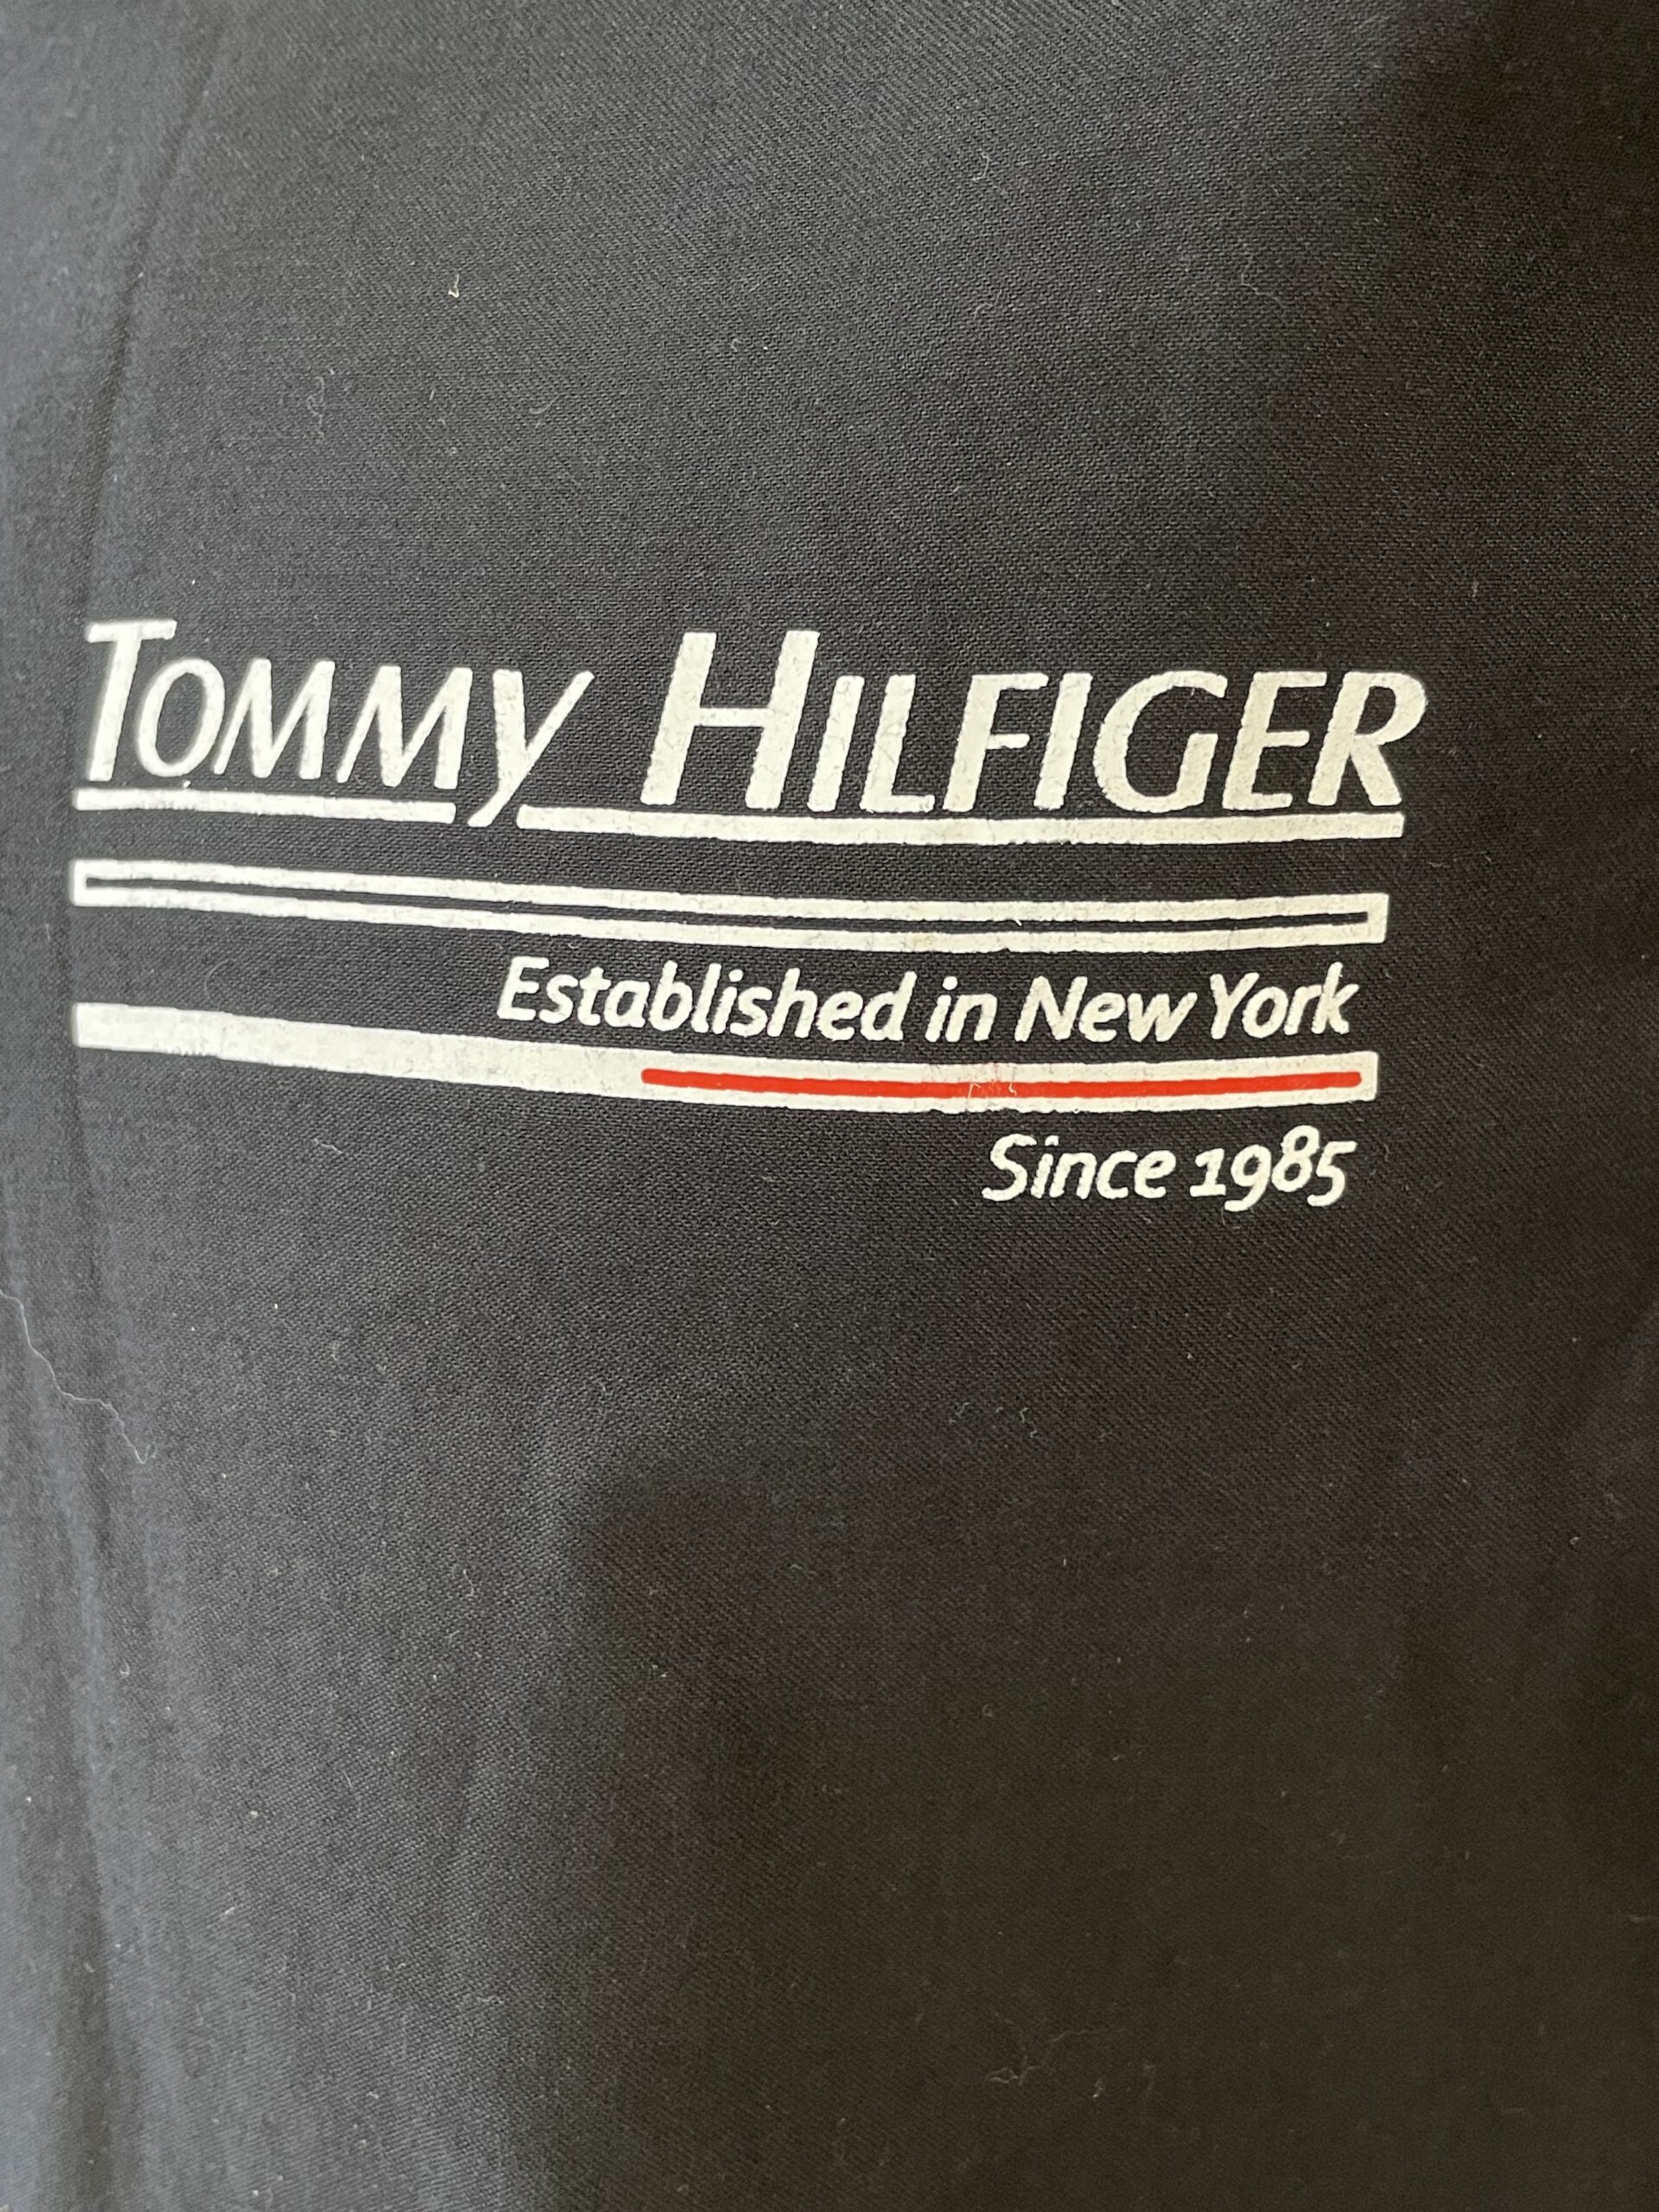 TOMMY HILFIGER
Established in New York
Since 1985